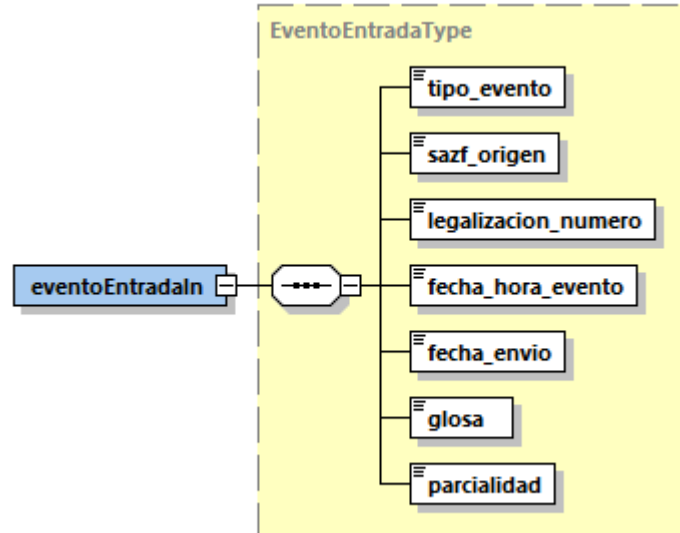 EventoEntradaType
tipo_evento
sazf_origen
legalizacion_numero
eventoEntradaIn
fecha_hora_evento
fecha_envio
glosa
parcialidad